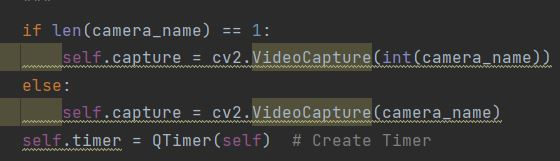 """
if len(camera_name) == 1:
    self.capture = cv2.VideoCapture(int(camera_name))
else:
    self.capture = cv2.VideoCapture(camera_name)
self.timer = QTimer(self)  # Create Timer